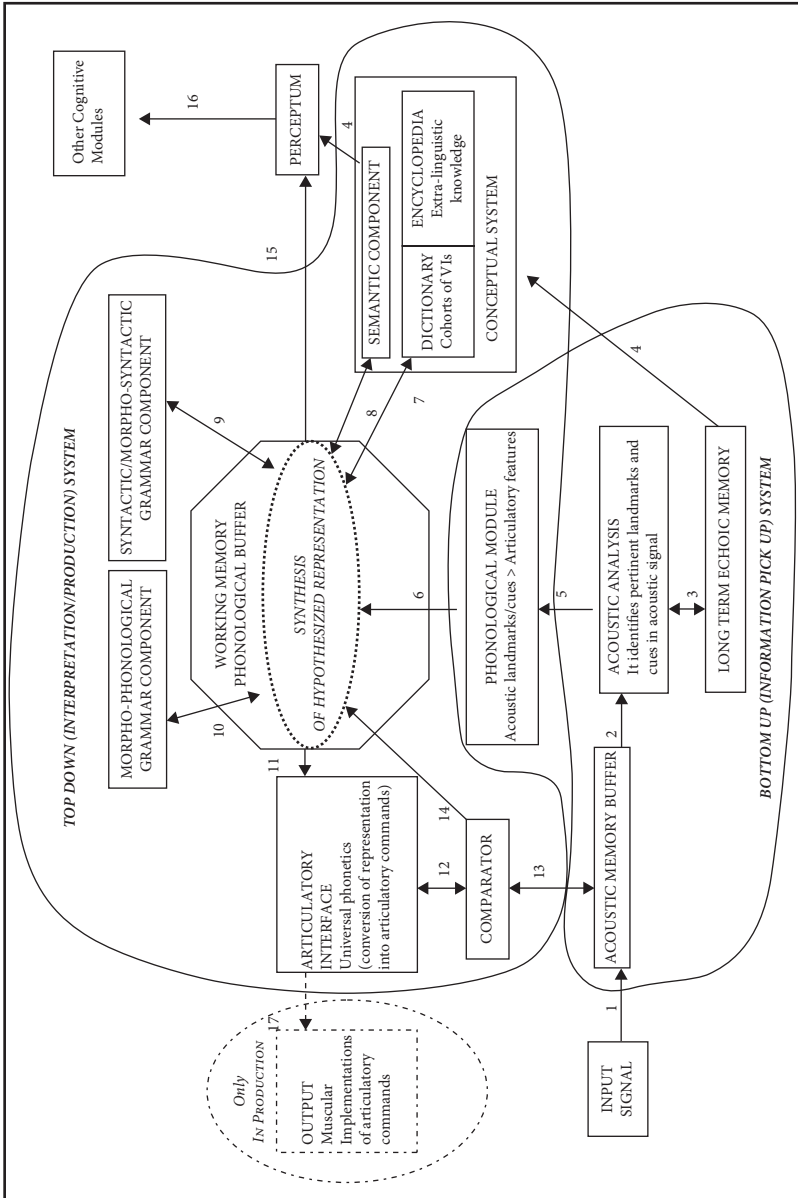 TOP DOWN (INTERPRETATION/PRODUCTION) SYSTEM
MORPHO-PHONOLOGICAL
GRAMMAR COMPONENT
SYNTACTIC/MORPHO-SYNTACTIC
GRAMMAR COMPONENT
Other Cognitive
Modules
16
10
9
15
WORKING MEMORY
PHONOLOGICAL BUFFER
SYNTHESIS
OF HYPOTHESIZED REPRESENTATION
PERCEPTUM
4
Only
IN PRODUCTION
17
OUTPUT
Muscular
Implementations
of articulatory
commands
ARTICULATORY
INTERFACE
Universal phonetics
(conversion of representation
into articulatory commands)
11
8
7
SEMANTIC COMPONENT
DICTIONARY
Cohorts of VIs
ENCYCLOPEDIA
Extra-linguistic
knowledge
CONCEPTUAL SYSTEM
12
14
6
COMPARATOR
PHONOLOGICAL MODULE
Acoustic landmarks/cues > Articulatory features
13
5
4
INPUT
SIGNAL
1
ACOUSTIC MEMORY BUFFER
2
ACOUSTIC ANALYSIS
It identifies pertinent landmarks and
cues in acoustic signal
3
LONG TERM ECHOIC MEMORY
BOTTOM UP (INFORMATION PICK UP) SYSTEM